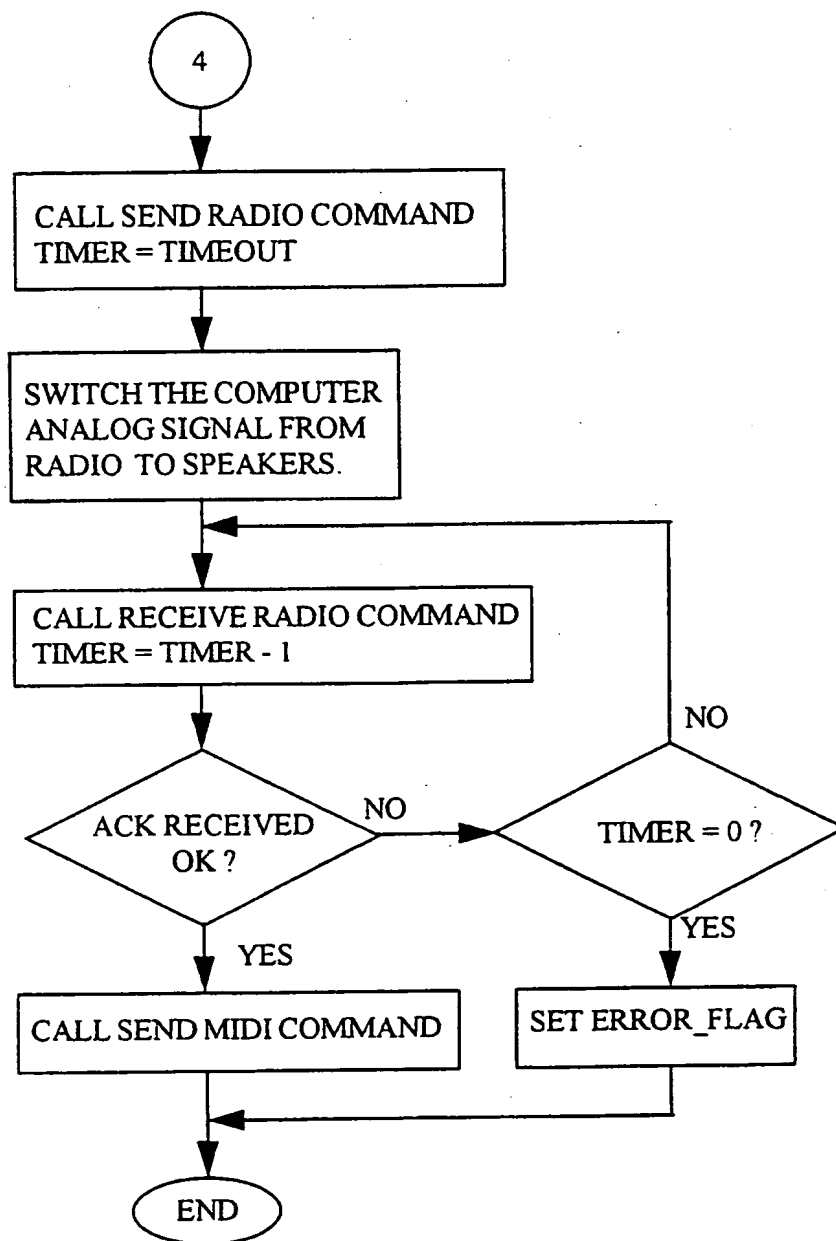 4
CALL SEND RADIO COMMAND
TIMER = TIMEOUT
SWITCH THE COMPUTER
ANALOG SIGNAL FROM
RADIO TO SPEAKERS.
CALL RECEIVE RADIO COMMAND
TIMER = TIMER - 1
NO
ACK RECEIVED
OK ?
NO
TIMER = 0 ?
YES
YES
CALL SEND MIDI COMMAND
SET ERROR_FLAG
END